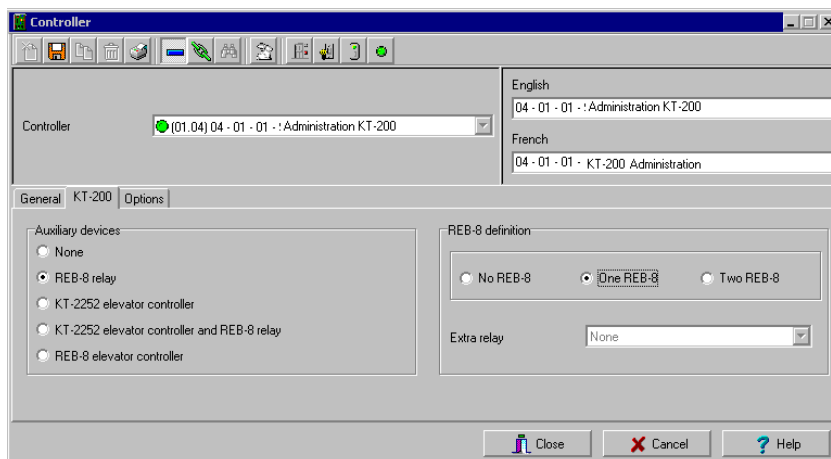 Controller
English
04 - 01 - 01 - : Administration KT-200
Controller
(01.04) 04 - 01 - 01 - : Administration KT-200
French
04 - 01 - 01 - KT-200 Administration
General KT-200 Options
Auxiliary devices
None
REB-8 relay
KT-2252 elevator controller
KT-2252 elevator controller and REB-8 relay
REB-8 elevator controller
REB-8 definition
No REB-8 One REB-8 Two REB-8
Extra relay None
Close Cancel Help